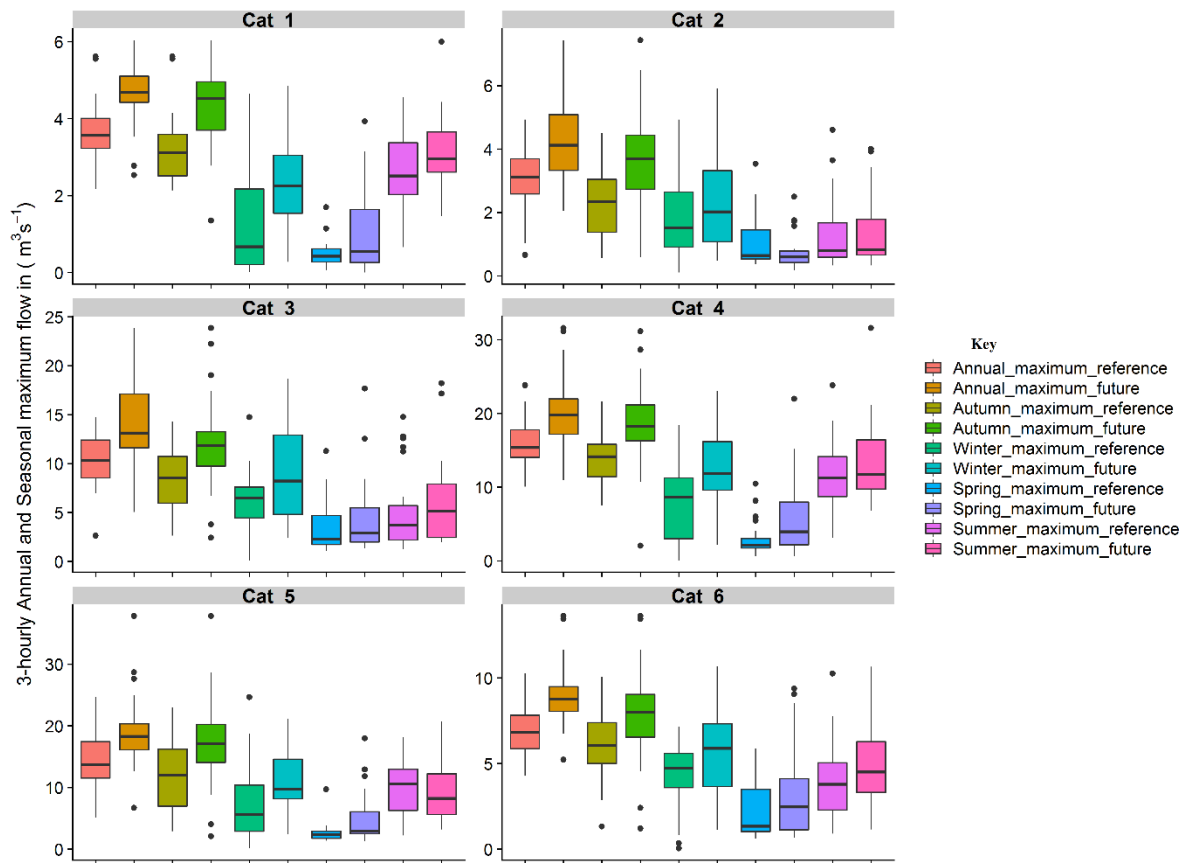 Cat 1
Cat 2
6
4
2
0
6
4
2
0
Cat 3
Cat 4
25
20
15
10
5
0
30
20
10
0
Cat 5
Cat 6
30
20
10
0
10
5
0
3-hourly Annual and Seasonal maximum flow in ( m³s⁻¹)
Key
Annual_maximum_reference
Annual_maximum_future
Autumn_maximum_reference
Autumn_maximum_future
Winter_maximum_reference
Winter_maximum_future
Spring_maximum_reference
Spring_maximum_future
Summer_maximum_reference
Summer_maximum_future